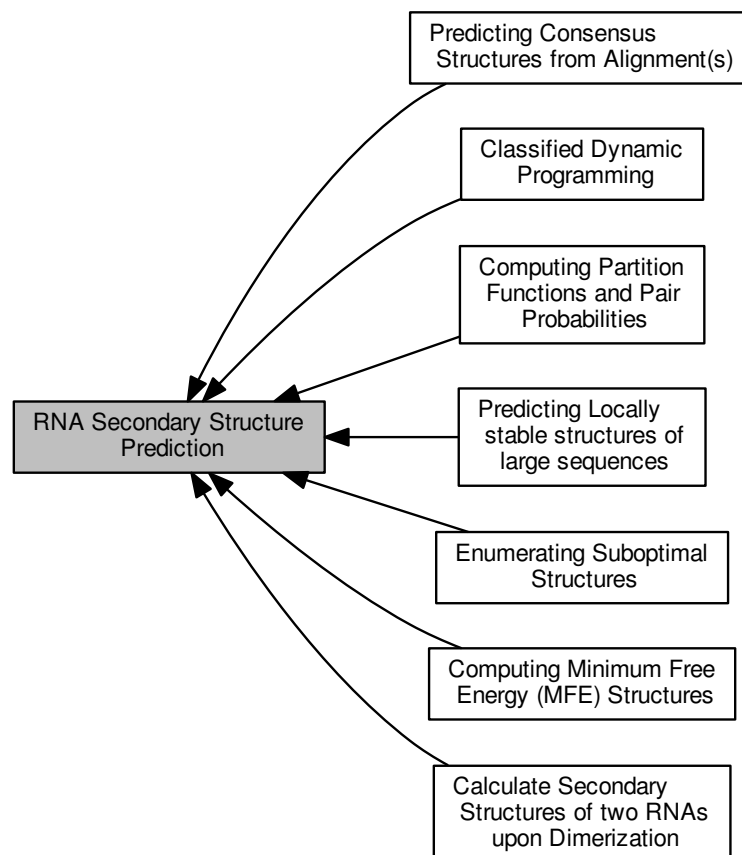 Predicting Consensus
Structures from Alignment(s)
Classified Dynamic
Programming
Computing Partition
Functions and Pair
Probabilities
RNA Secondary Structure
Prediction
Predicting Locally
stable structures of
large sequences
Enumerating Suboptimal
Structures
Computing Minimum Free
Energy (MFE) Structures
Calculate Secondary
Structures of two RNAs
upon Dimerization